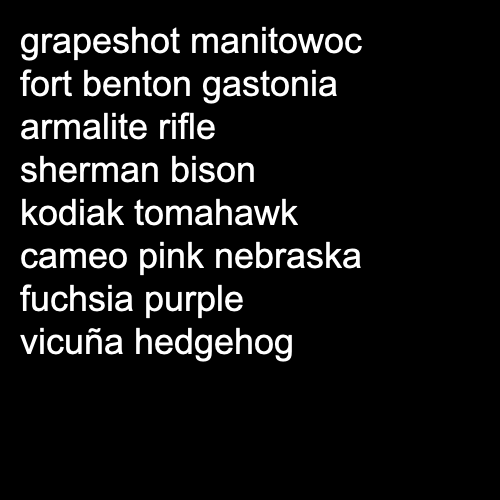 grapeshot manitowoc
fort benton gastonia
armalite rifle
sherman bison
kodiak tomahawk
cameo pink nebraska
fuchsia purple
vicuña hedgehog